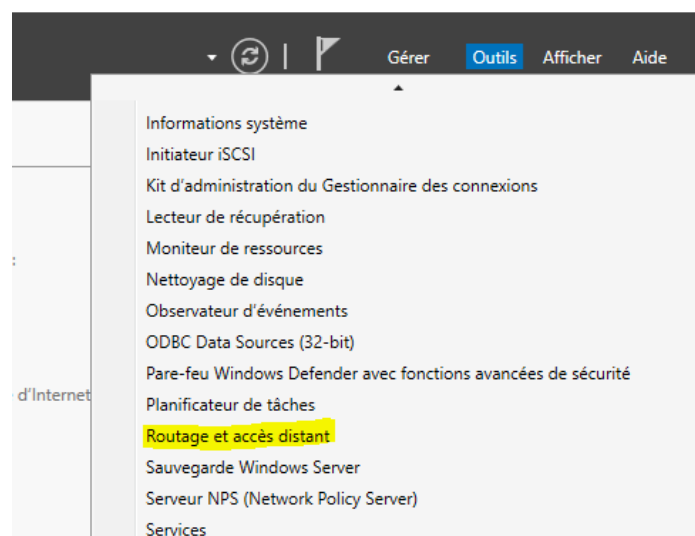 Gérer Outils Afficher Aide
Informations système
Initiateur iSCSI
Kit d'administration du Gestionnaire des connexions
Lecteur de récupération
Moniteur de ressources
Nettoyage de disque
Observateur d'événements
ODBC Data Sources (32-bit)
Pare-feu Windows Defender avec fonctions avancées de sécurité
d'Internet
Planificateur de tâches
Routage et accès distant
Sauvegarde Windows Server
Serveur NPS (Network Policy Server)
Services